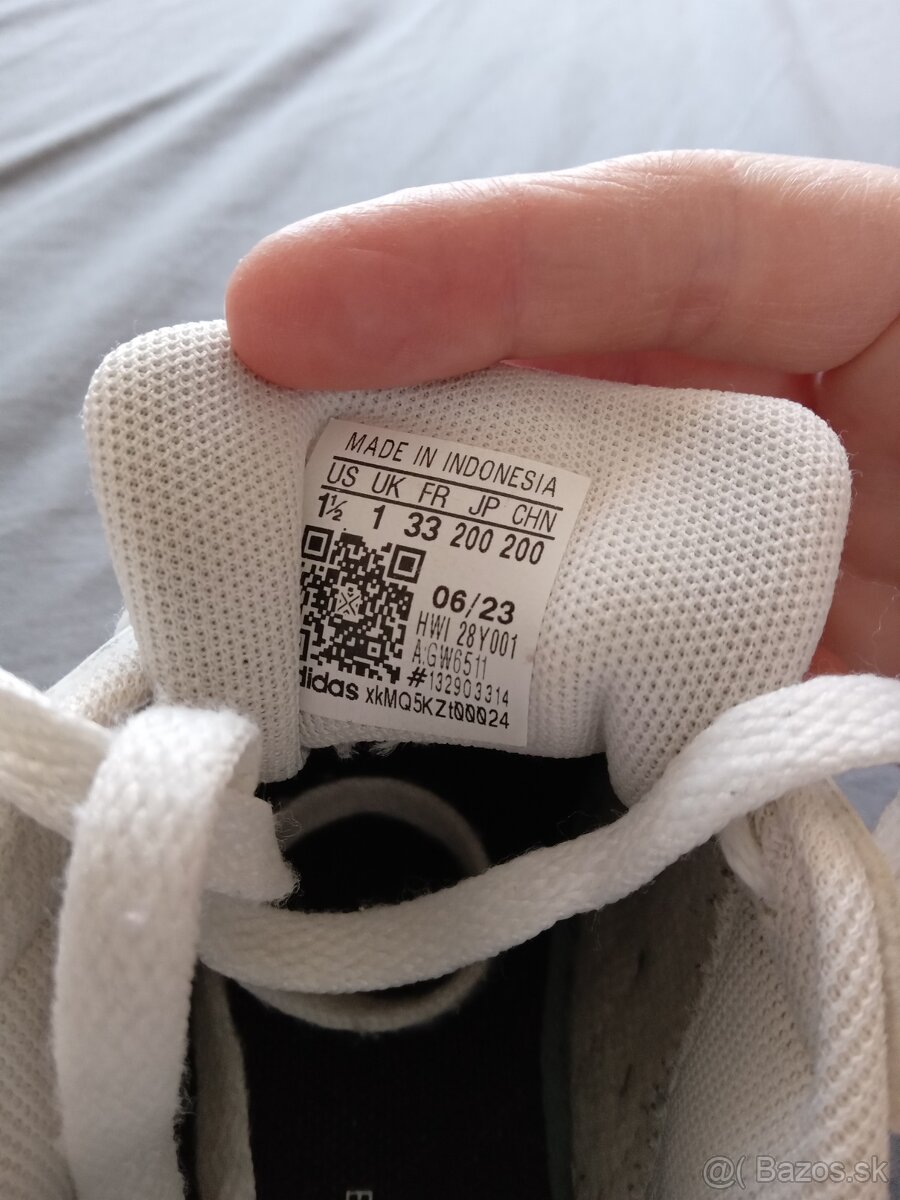 MADE IN INDONESIA
US UK FR JP CHN
1½ 1 33 200 200
06/23
HWI 28Y001
A:GW6511
#132903314
adidas xkMQ5KZt00024
@( Bazos.sk